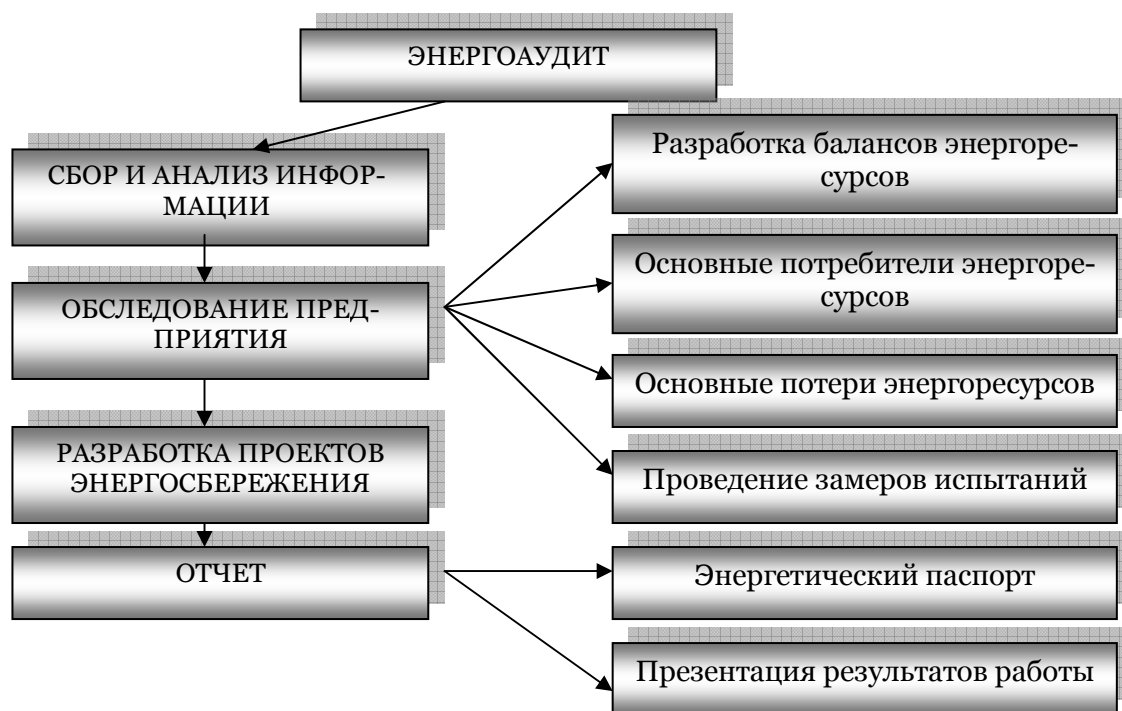 ЭНЕРГОАУДИТ
СБОР И АНАЛИЗ ИНФОР-
МАЦИИ
ОБСЛЕДОВАНИЕ ПРЕД-
ПРИЯТИЯ
РАЗРАБОТКА ПРОЕКТОВ
ЭНЕРГОСБЕРЕЖЕНИЯ
ОТЧЕТ
Разработка балансов энергоре-
сурсов
Основные потребители энергоре-
сурсов
Основные потери энергоресурсов
Проведение замеров испытаний
Энергетический паспорт
Презентация результатов работы